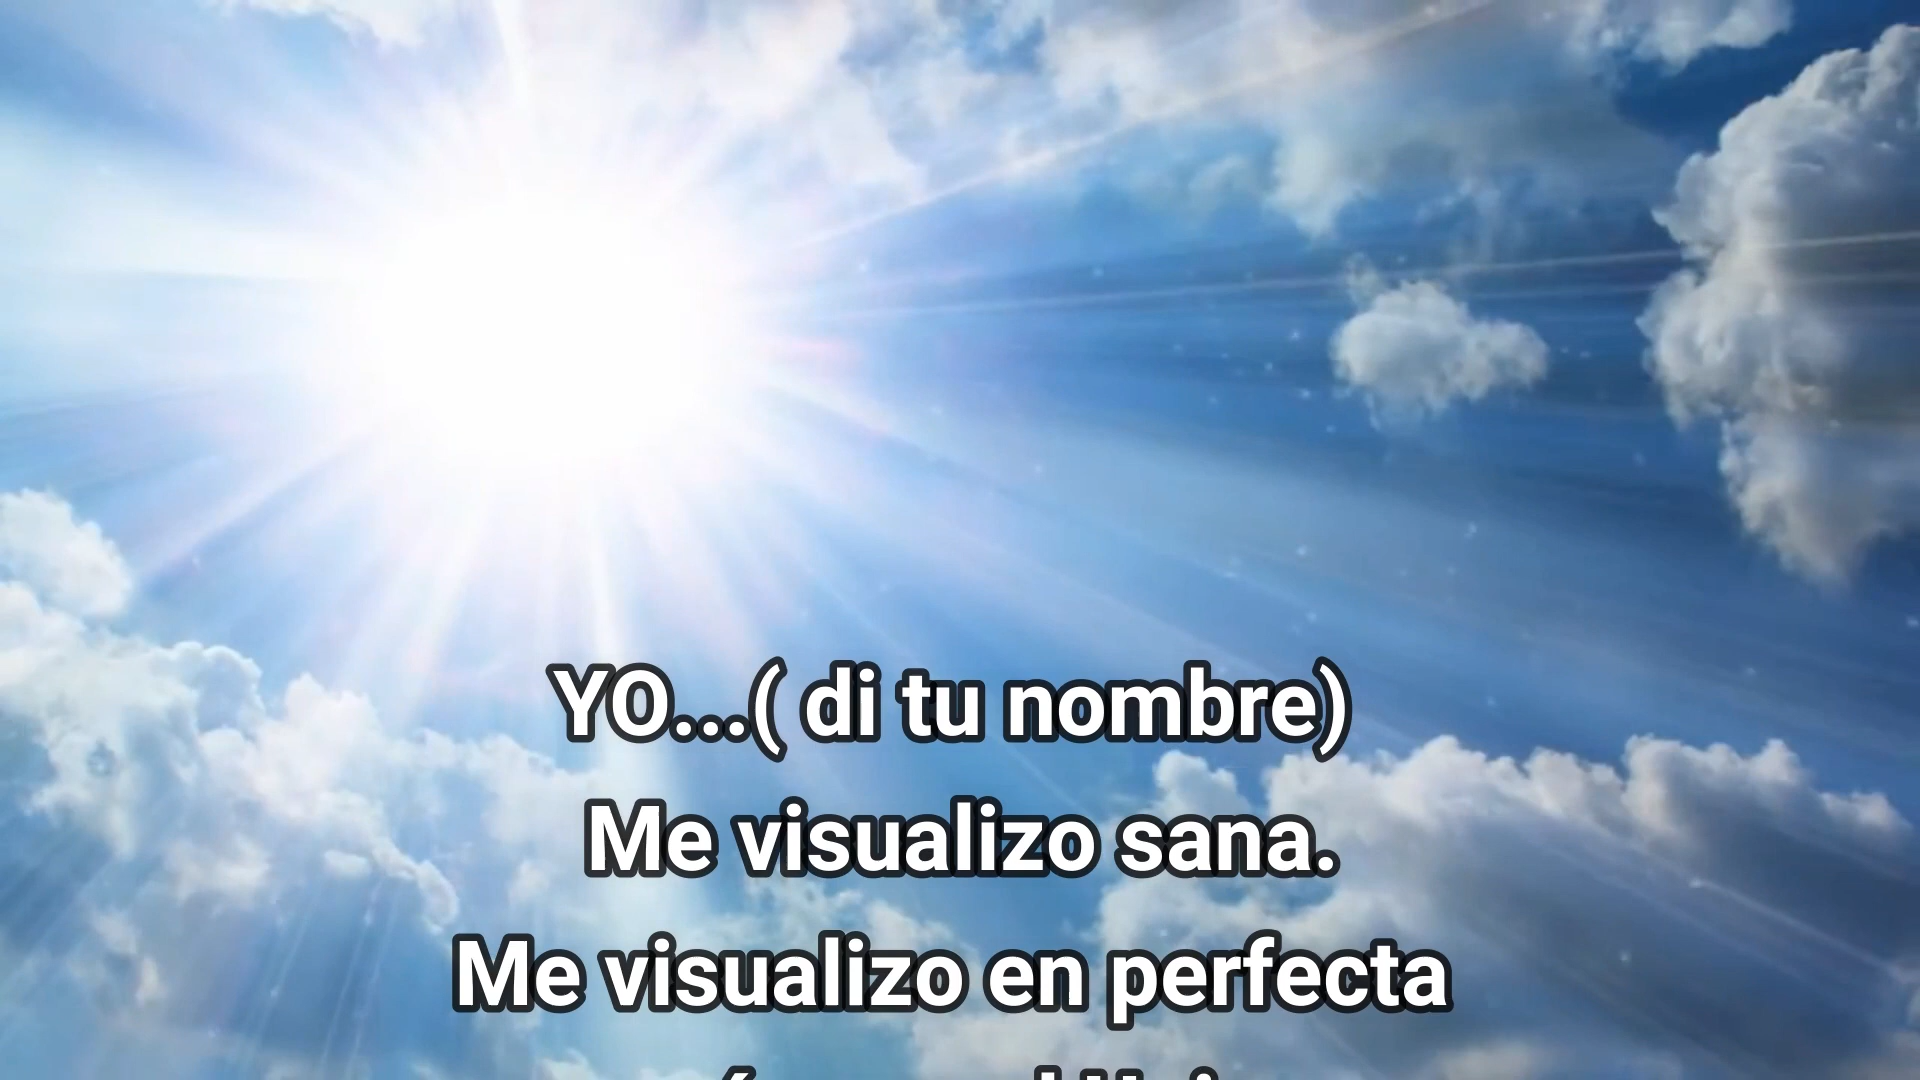 YO...( di tu nombre)
Me visualizo sana.
Me visualizo en perfecta